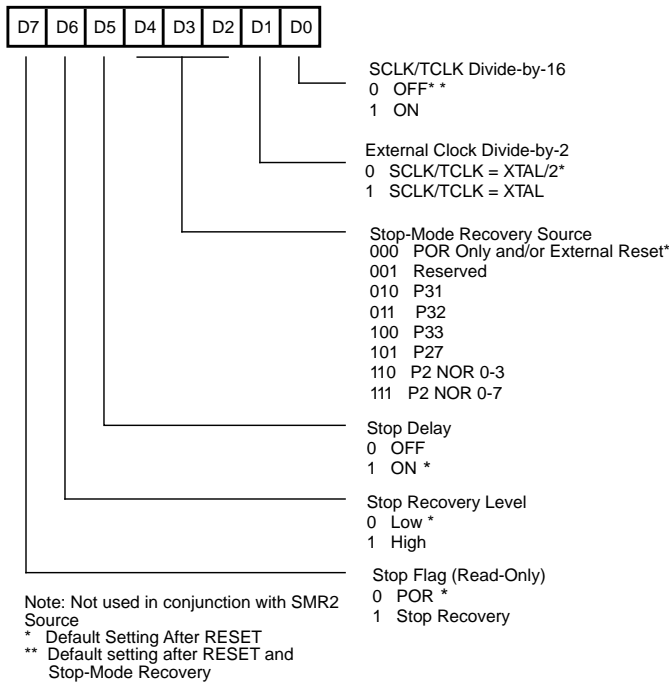 D7 D6 D5 D4 D3 D2 D1 D0
SCLK/TCLK Divide-by-16
0 OFF* *
1 ON
External Clock Divide-by-2
0 SCLK/TCLK = XTAL/2*
1 SCLK/TCLK = XTAL
Stop-Mode Recovery Source
000 POR Only and/or External Reset*
001 Reserved
010 P31
011 P32
100 P33
101 P27
110 P2 NOR 0-3
111 P2 NOR 0-7
Stop Delay
0 OFF
1 ON *
Stop Recovery Level
0 Low *
1 High
Stop Flag (Read-Only)
0 POR *
1 Stop Recovery
Note: Not used in conjunction with SMR2
Source
* Default Setting After RESET
** Default setting after RESET and
Stop-Mode Recovery